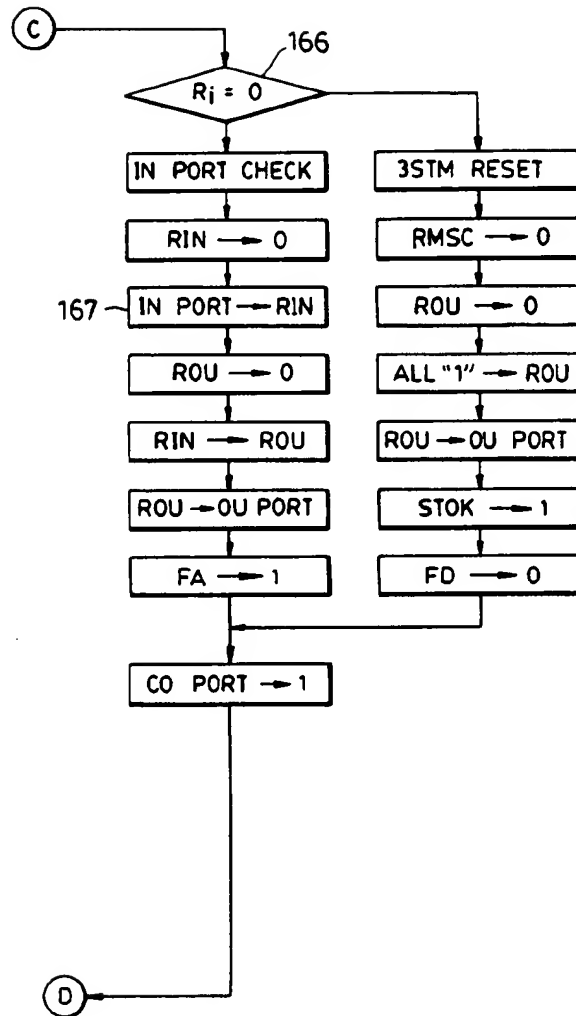 C
166
Ri = 0
IN PORT CHECK
RIN → 0
167
IN PORT → RIN
ROU → 0
RIN → ROU
ROU → OU PORT
FA → 1
3STM RESET
RMSC → 0
ROU → 0
ALL "1" → ROU
ROU → OU PORT
STOK → 1
FD → 0
CO PORT → 1
D